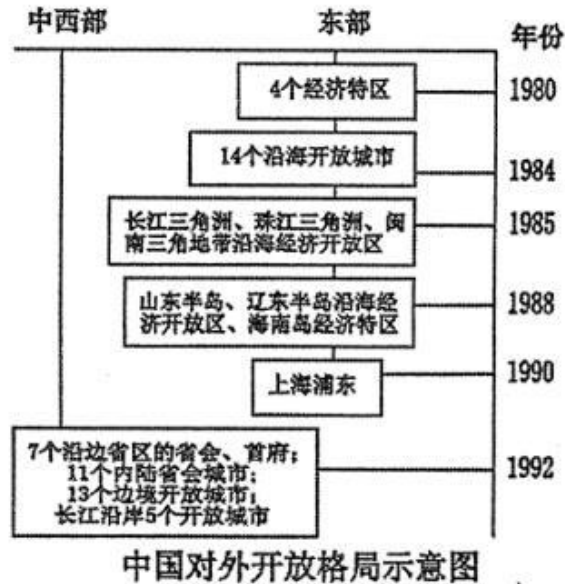 中西部
东部
年份
4个经济特区
1980
14个沿海开放城市
1984
长江三角洲、珠江三角洲、闽
南三角地带沿海经济开放区
1985
山东半岛、辽东半岛沿海经
济开放区、海南岛经济特区
1988
上海浦东
1990
7个沿边省区的省会、首府；
11个内陆省会城市；
13个边境开放城市；
长江沿岸5个开放城市
1992
中国对外开放格局示意图